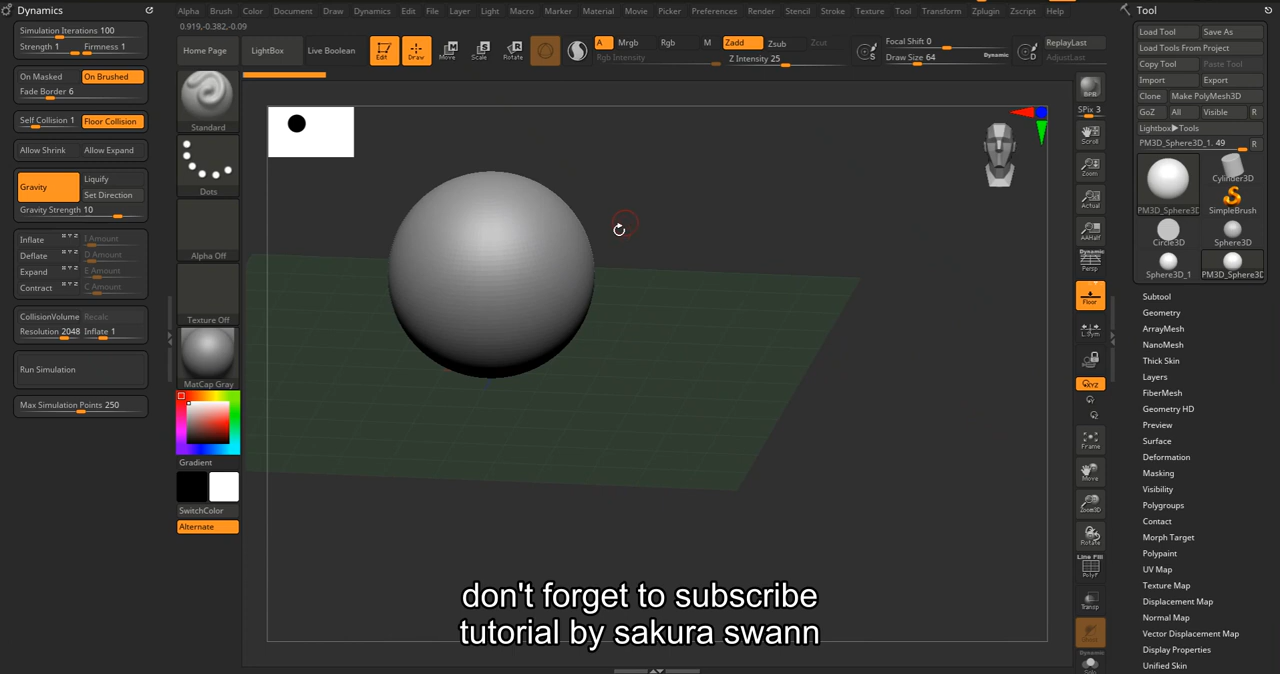 Dynamics
Simulation Iterations 100
Strength 1 Firmness 1
On Masked On Brushed
Fade Border 6
Self Collision 1 Floor Collision
Allow Shrink Allow Expand
Gravity Liquify
Set Direction
Gravity Strength 10
Inflate X Y Z I Amount
Deflate X Y Z D Amount
Expand X Y Z E Amount
Contract X Y Z C Amount
CollisionVolume Recalc
Resolution 2048 Inflate 1
Run Simulation
Max Simulation Points 250
Alpha Brush Color Document Draw Dynamics Edit File Layer Light Macro Marker Material Movie Picker Preferences Render Stencil Stroke Texture Tool Transform Zplugin Zscript Help
0.919,-0.382,-0.09
Home Page LightBox Live Boolean Edit Draw Move Scale Rotate
A Mrgb Rgb M Zadd Zsub Zcut
Rgb Intensity Z Intensity 25
S Focal Shift 0
Draw Size 64 Dynamic
D ReplayLast
AdjustLast
Standard
Dots
Alpha Off
Texture Off
MatCap Gray
Gradient
SwitchColor
Alternate
BPR
SPix 3
Scroll
Zoom
Actual
AAHalf
Dynamic
Persp
Floor
L.Sym
XYZ
Frame
Move
Zoom3D
Rotate
Line Fill
PolyF
Transp
Dynamic
Tool
Load Tool Save As
Load Tools From Project
Copy Tool Paste Tool
Import Export
Clone Make PolyMesh3D
GoZ All Visible R
Lightbox▶Tools
PM3D_Sphere3D_1. 49 R
PM3D_Sphere3D Cylinder3D
SimpleBrush
Circle3D Sphere3D
Sphere3D_1 PM3D_Sphere3D
Subtool
Geometry
ArrayMesh
NanoMesh
Thick Skin
Layers
FiberMesh
Geometry HD
Preview
Surface
Deformation
Masking
Visibility
Polygroups
Contact
Morph Target
Polypaint
UV Map
Texture Map
Displacement Map
Normal Map
Vector Displacement Map
Display Properties
Unified Skin
don't forget to subscribe
tutorial by sakura swann